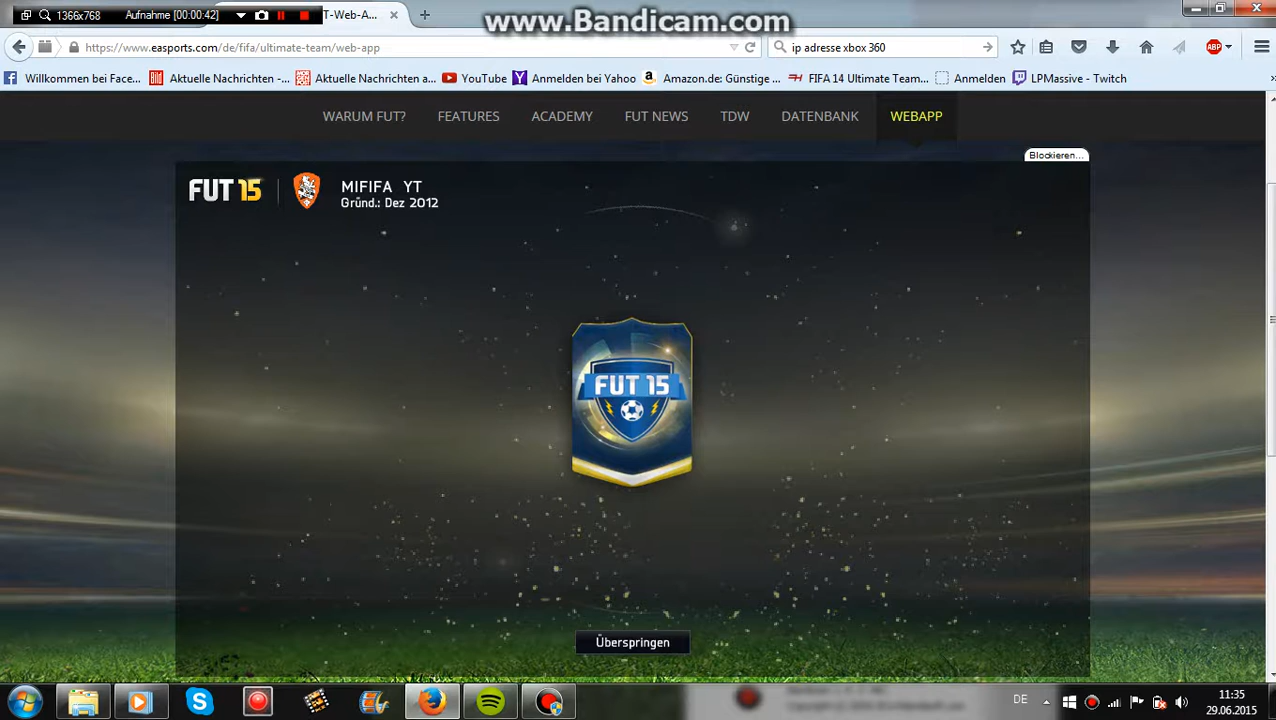 www.Bandicam.com
1366x768 Aufnahme [00:00:42] T-Web-A...
https://www.easports.com/de/fifa/ultimate-team/web-app
ip adresse xbox 360
ABP
Willkommen bei Face... Aktuelle Nachrichten -... Aktuelle Nachrichten a... YouTube Anmelden bei Yahoo Amazon.de: Günstige ... FIFA 14 Ultimate Team... Anmelden LPMassive - Twitch
WARUM FUT? FEATURES ACADEMY FUT NEWS TDW DATENBANK WEBAPP
Blockieren...
FUT 15 MIFIFA YT
Gründ.: Dez 2012
FUT 15
Überspringen
DE 11:35
29.06.2015